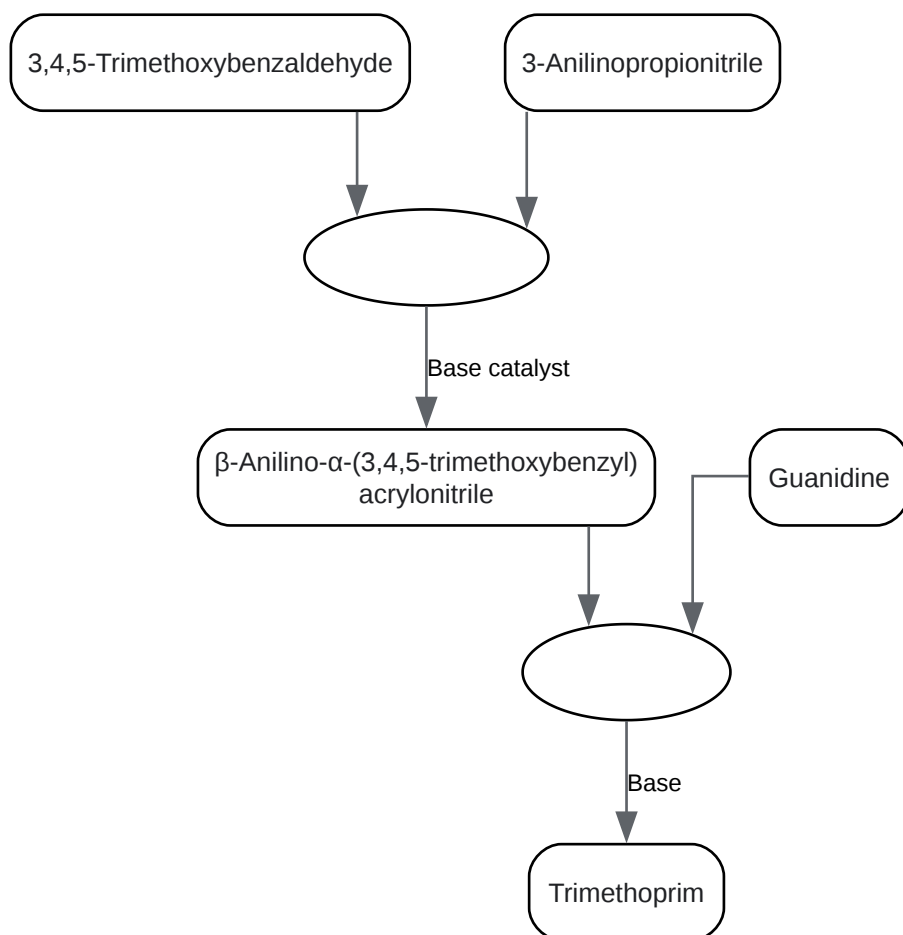 3,4,5-Trimethoxybenzaldehyde
3-Anilinopropionitrile
Base catalyst
β-Anilino-α-(3,4,5-trimethoxybenzyl)
acrylonitrile
Guanidine
Base
Trimethoprim